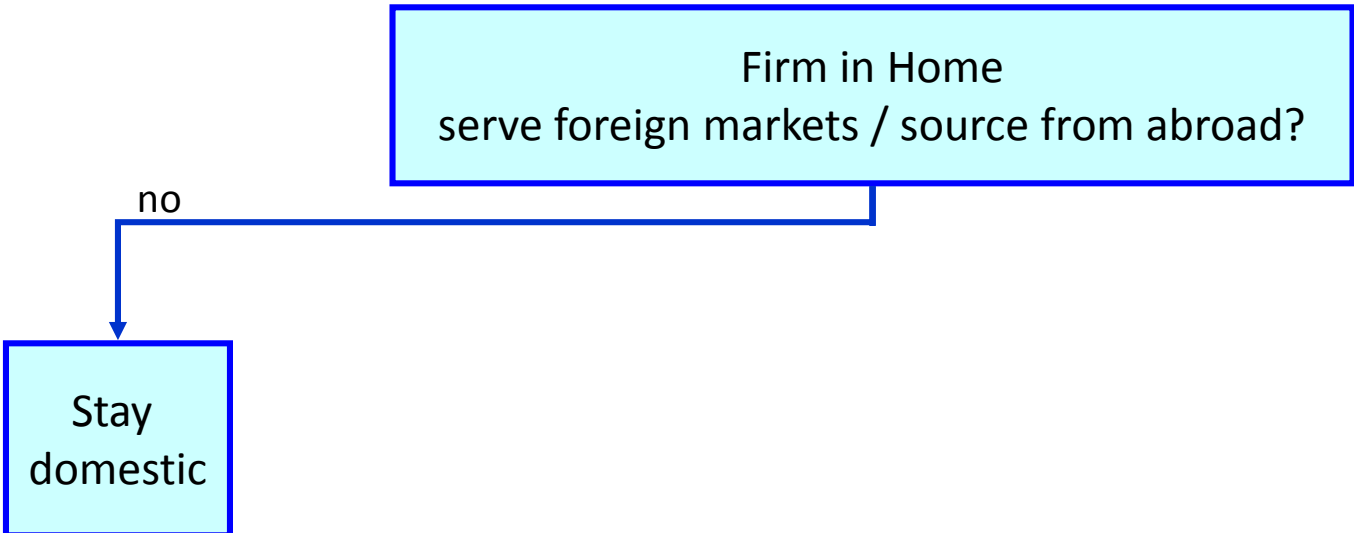 Firm in Home
serve foreign markets / source from abroad?
no
Stay
domestic